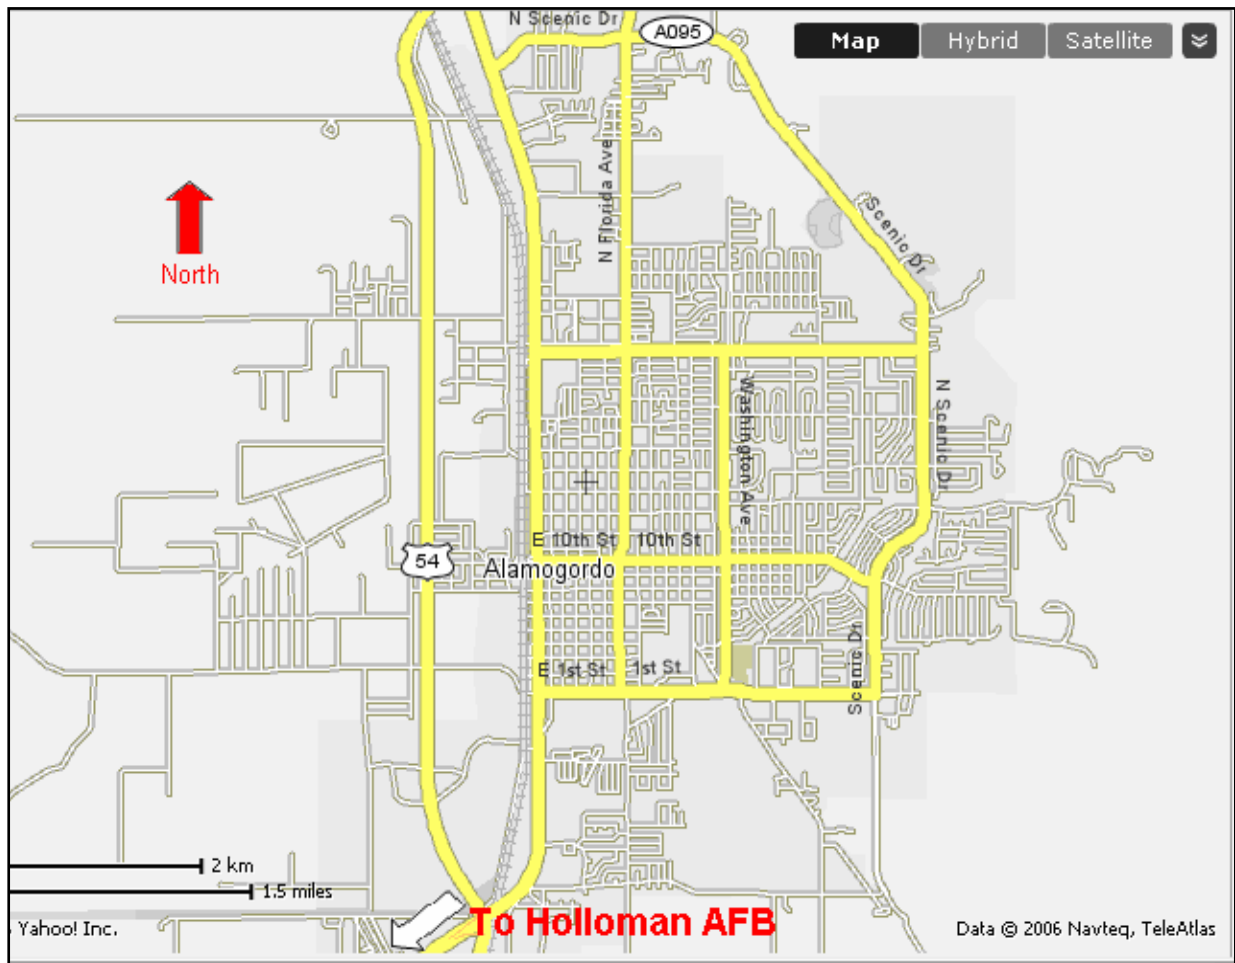 N Scenic Dr
A095
Map
Hybrid
Satellite
N Florida Ave
Scenic Dr
North
Washington Ave
N Scenic Dr
E 10th St
10th St
54
Alamogordo
Scenic Dr
E 1st St
1st St
2 km
1.5 miles
To Holloman AFB
Yahoo! Inc.
Data © 2006 Navteq, TeleAtlas